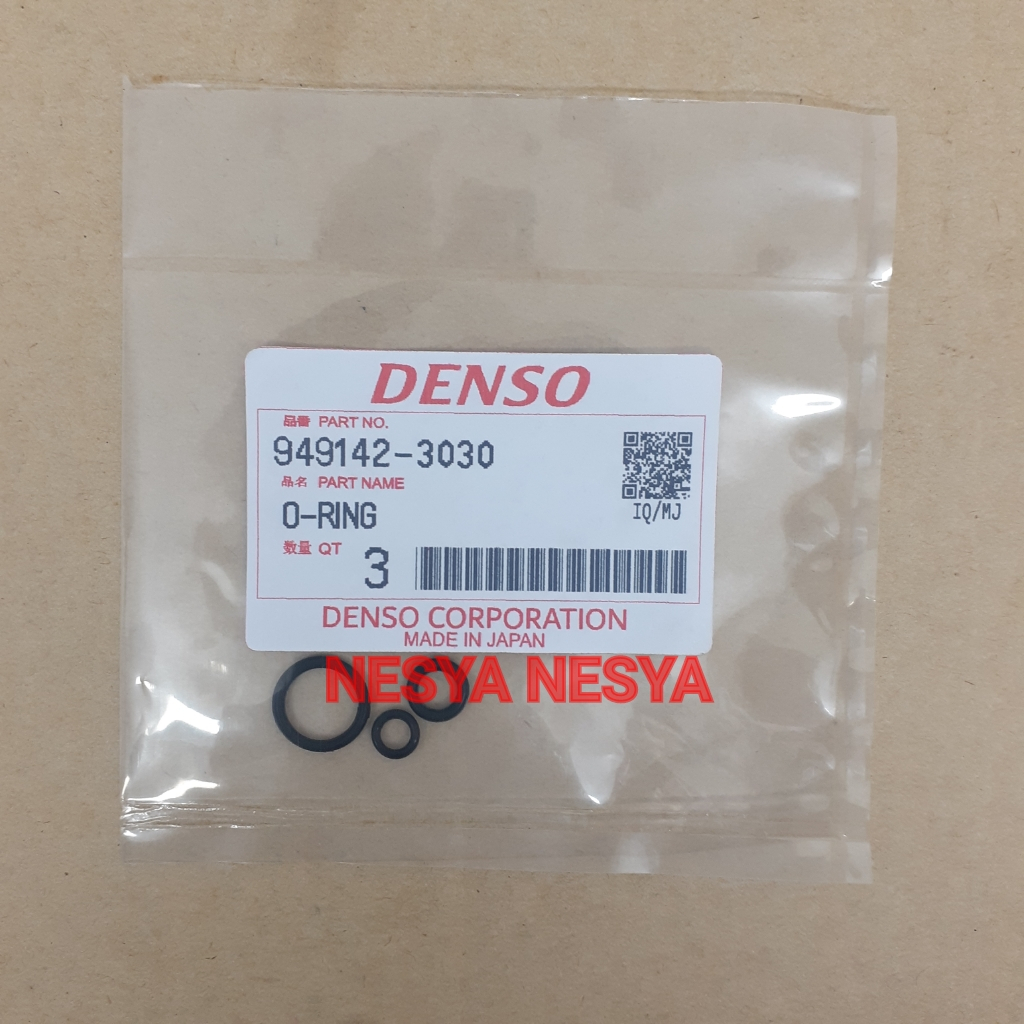 DENSO
品番 PART NO.
949142-3030
品名 PART NAME
O-RING
数量 QT 3
IQ/MJ
DENSO CORPORATION
MADE IN JAPAN
NESYA NESYA